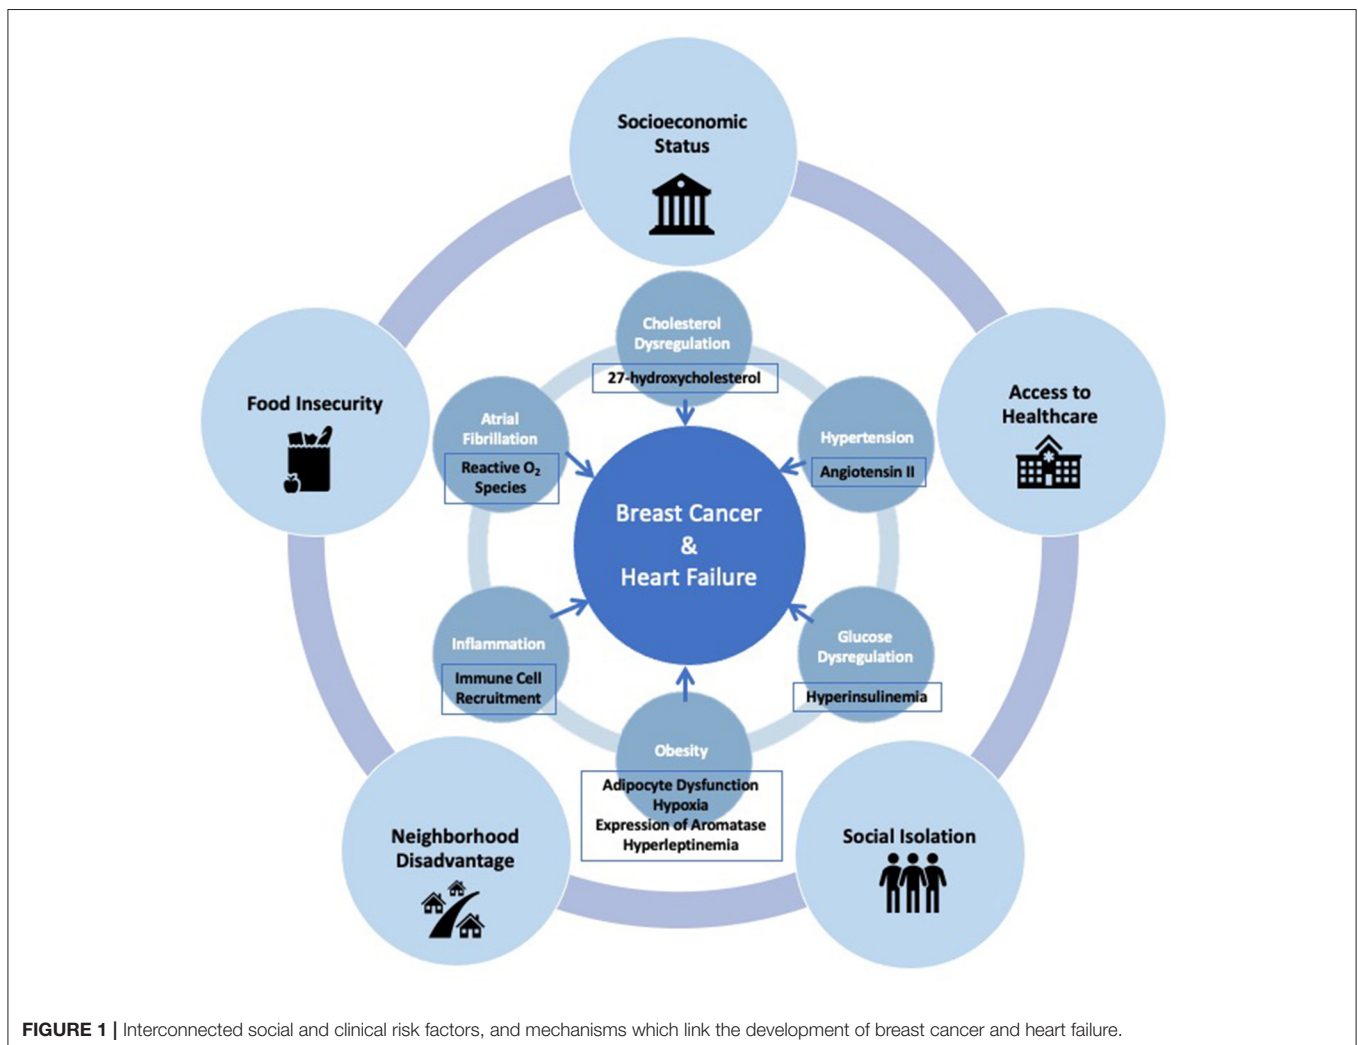 Socioeconomic
Status
Food Insecurity
Access to
Healthcare
Cholesterol
Dysregulation
27-hydroxycholesterol
Atrial
Fibrillation
Reactive O₂
Species
Hypertension
Angiotensin II
Breast Cancer
&
Heart Failure
Inflammation
Immune Cell
Recruitment
Glucose
Dysregulation
Hyperinsulinemia
Obesity
Adipocyte Dysfunction
Hypoxia
Expression of Aromatase
Hyperleptinemia
Neighborhood
Disadvantage
Social Isolation
FIGURE 1 | Interconnected social and clinical risk factors, and mechanisms which link the development of breast cancer and heart failure.